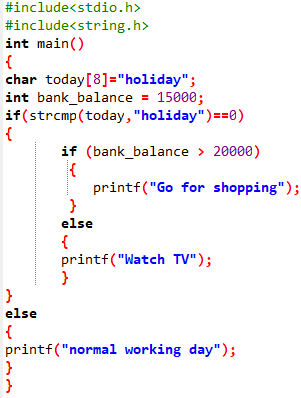 #include<stdio.h>
#include<string.h>
int main()
{
char today[8]="holiday";
int bank_balance = 15000;
if(strcmp(today,"holiday")==0)
{
if (bank_balance > 20000)
{
printf("Go for shopping");
}
else
{
printf("Watch TV");
}
}
else
{
printf("normal working day");
}
}